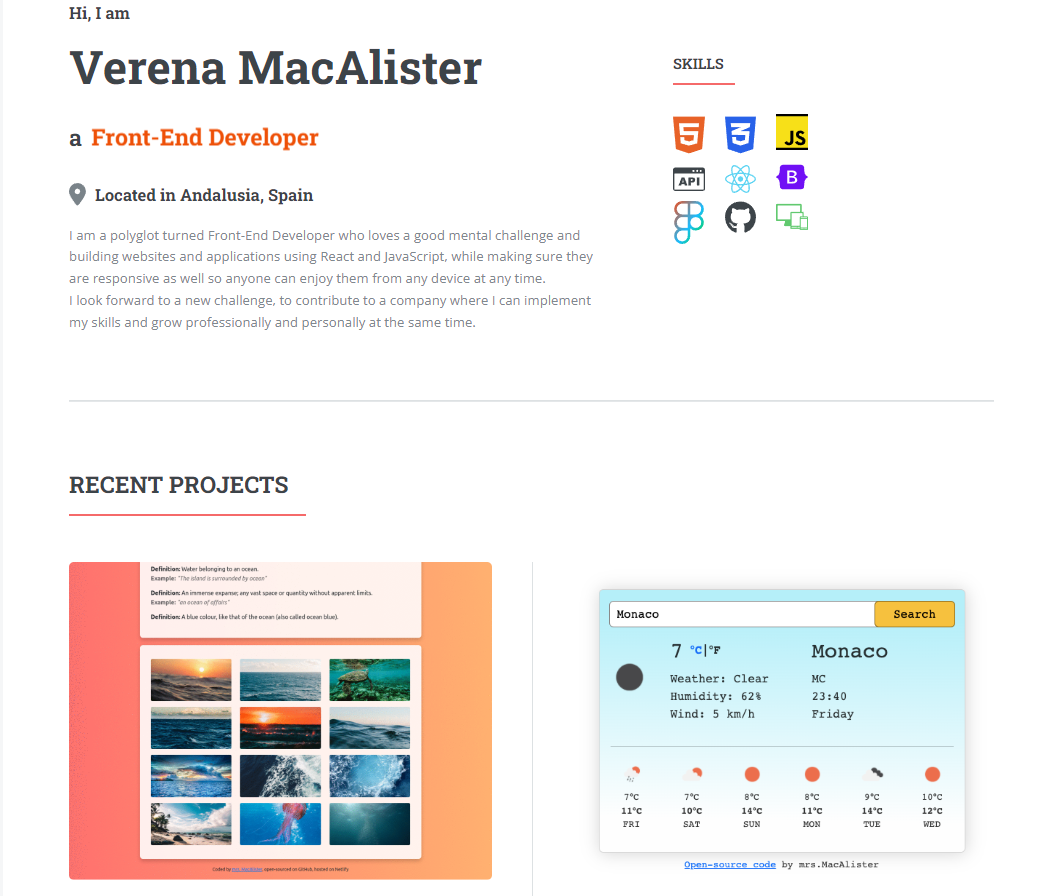 Hi, I am
Verena MacAlister
a Front-End Developer
Located in Andalusia, Spain
I am a polyglot turned Front-End Developer who loves a good mental challenge and
building websites and applications using React and JavaScript, while making sure they
are responsive as well so anyone can enjoy them from any device at any time.
I look forward to a new challenge, to contribute to a company where I can implement
my skills and grow professionally and personally at the same time.
SKILLS
5 3 JS
API B
RECENT PROJECTS
Definition: Water belonging to an ocean.
Example: "The island is surrounded by ocean"
Definition: An immense expanse; any vast space or quantity without apparent limits.
Example: "an ocean of affairs"
Definition: A blue colour, like that of the ocean (also called ocean blue).
Coded by mrs. MacAlister, open-sourced on GitHub, hosted on Netlify
Monaco Search
7 °C|°F Monaco
Weather: Clear MC
Humidity: 62% 23:40
Wind: 5 km/h Friday
7°C 7°C 8°C 8°C 9°C 10°C
11°C 10°C 14°C 11°C 14°C 12°C
FRI SAT SUN MON TUE WED
Open-source code by mrs.MacAlister